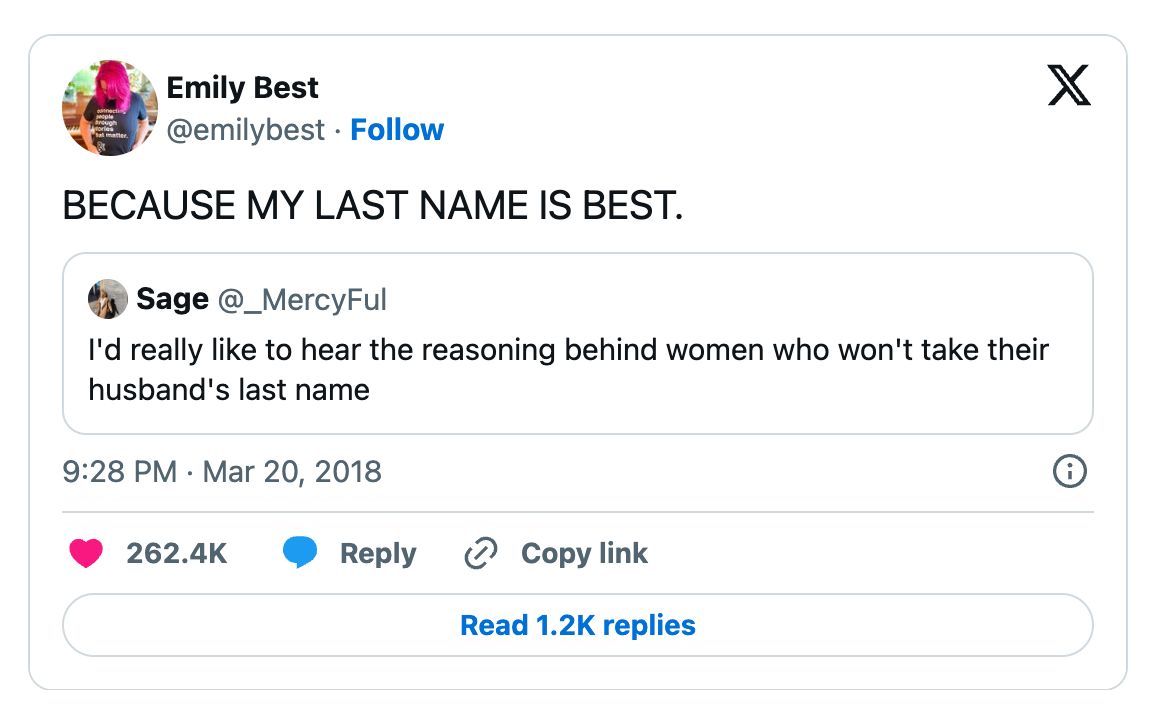 Emily Best
@emilybest · Follow
BECAUSE MY LAST NAME IS BEST.
Sage @_MercyFul
I'd really like to hear the reasoning behind women who won't take their
husband's last name
9:28 PM · Mar 20, 2018
262.4K Reply Copy link
Read 1.2K replies